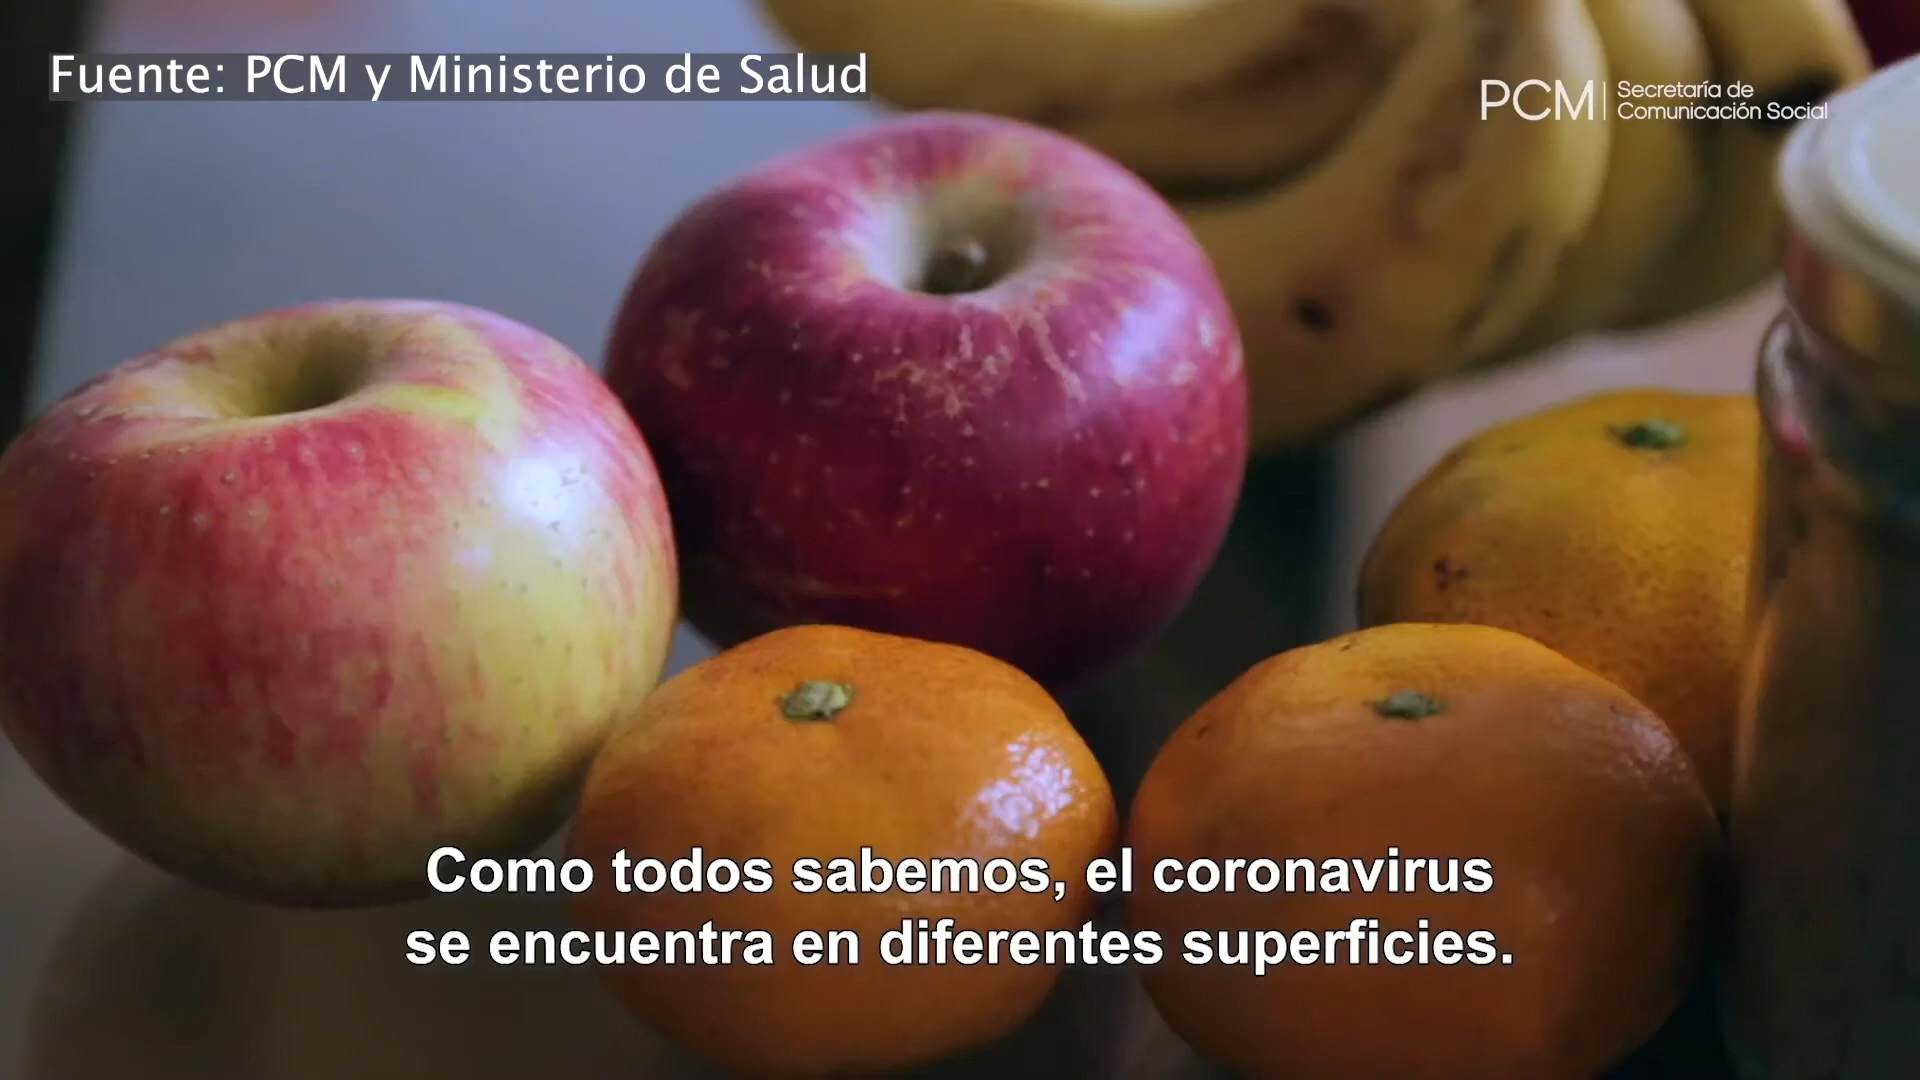 Fuente: PCM y Ministerio de Salud
PCM
Secretaría de
Comunicación Social
Como todos sabemos, el coronavirus
se encuentra en diferentes superficies.